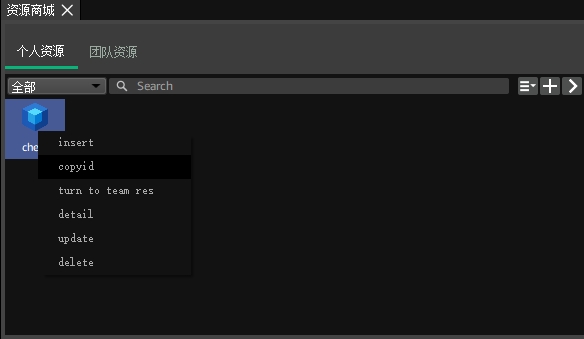 资源商城
个人资源 团队资源
全部 Search
insert
copyid
turn to team res
detail
update
delete